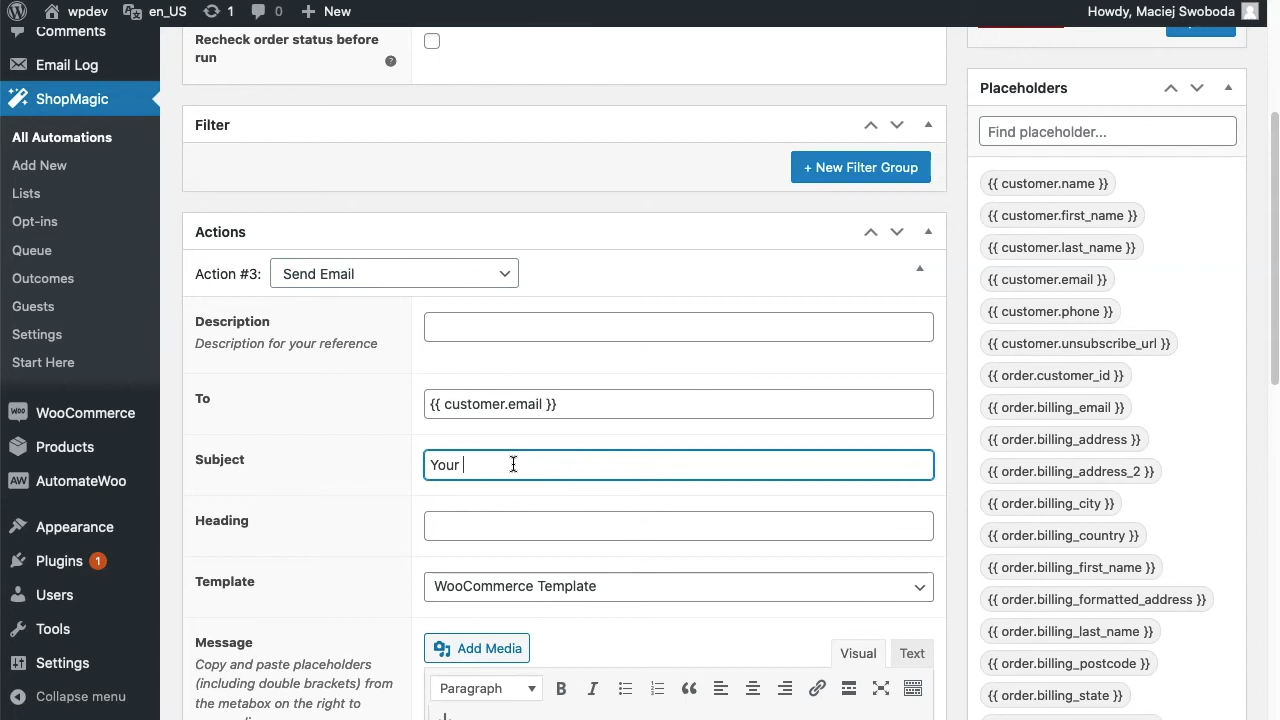 wpdev
en_US
1
0
New
Howdy, Maciej Swoboda
Comments
Email Log
ShopMagic
All Automations
Add New
Lists
Opt-ins
Queue
Outcomes
Guests
Settings
Start Here
WooCommerce
Products
AutomateWoo
Appearance
Plugins 1
Users
Tools
Settings
Collapse menu
Recheck order status before
run
Filter
+ New Filter Group
Actions
Action #3: Send Email
Description
Description for your reference
To
{{ customer.email }}
Subject
Your
Heading
Template
WooCommerce Template
Message
Copy and paste placeholders
(including double brackets) from
the metabox on the right to
Add Media
Visual
Text
Paragraph
Placeholders
Find placeholder...
{{ customer.name }}
{{ customer.first_name }}
{{ customer.last_name }}
{{ customer.email }}
{{ customer.phone }}
{{ customer.unsubscribe_url }}
{{ order.customer_id }}
{{ order.billing_email }}
{{ order.billing_address }}
{{ order.billing_address_2 }}
{{ order.billing_city }}
{{ order.billing_country }}
{{ order.billing_first_name }}
{{ order.billing_formatted_address }}
{{ order.billing_last_name }}
{{ order.billing_postcode }}
{{ order.billing_state }}